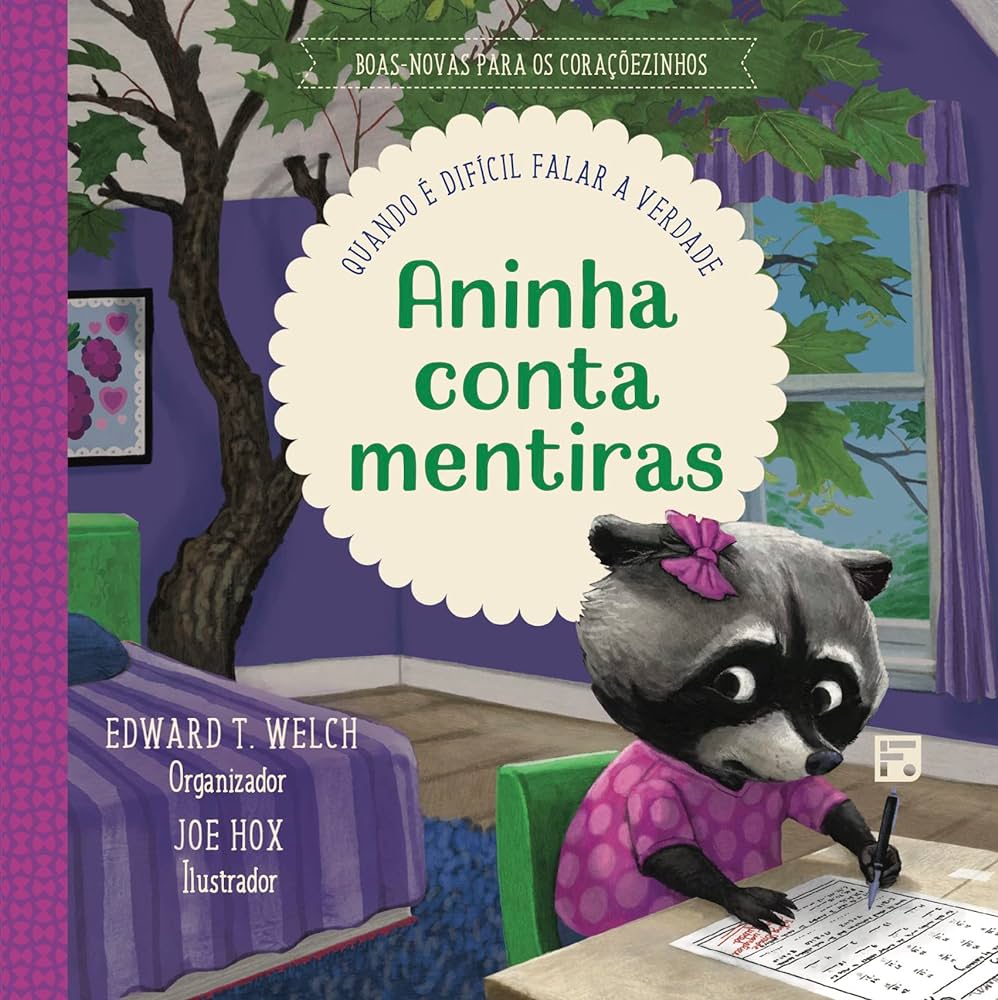 BOAS-NOVAS PARA OS CORAÇÕEZINHOS
QUANDO É DIFÍCIL FALAR A VERDADE
Aninha
conta
mentiras
EDWARD T. WELCH
Organizador
JOE HOX
Ilustrador
F.